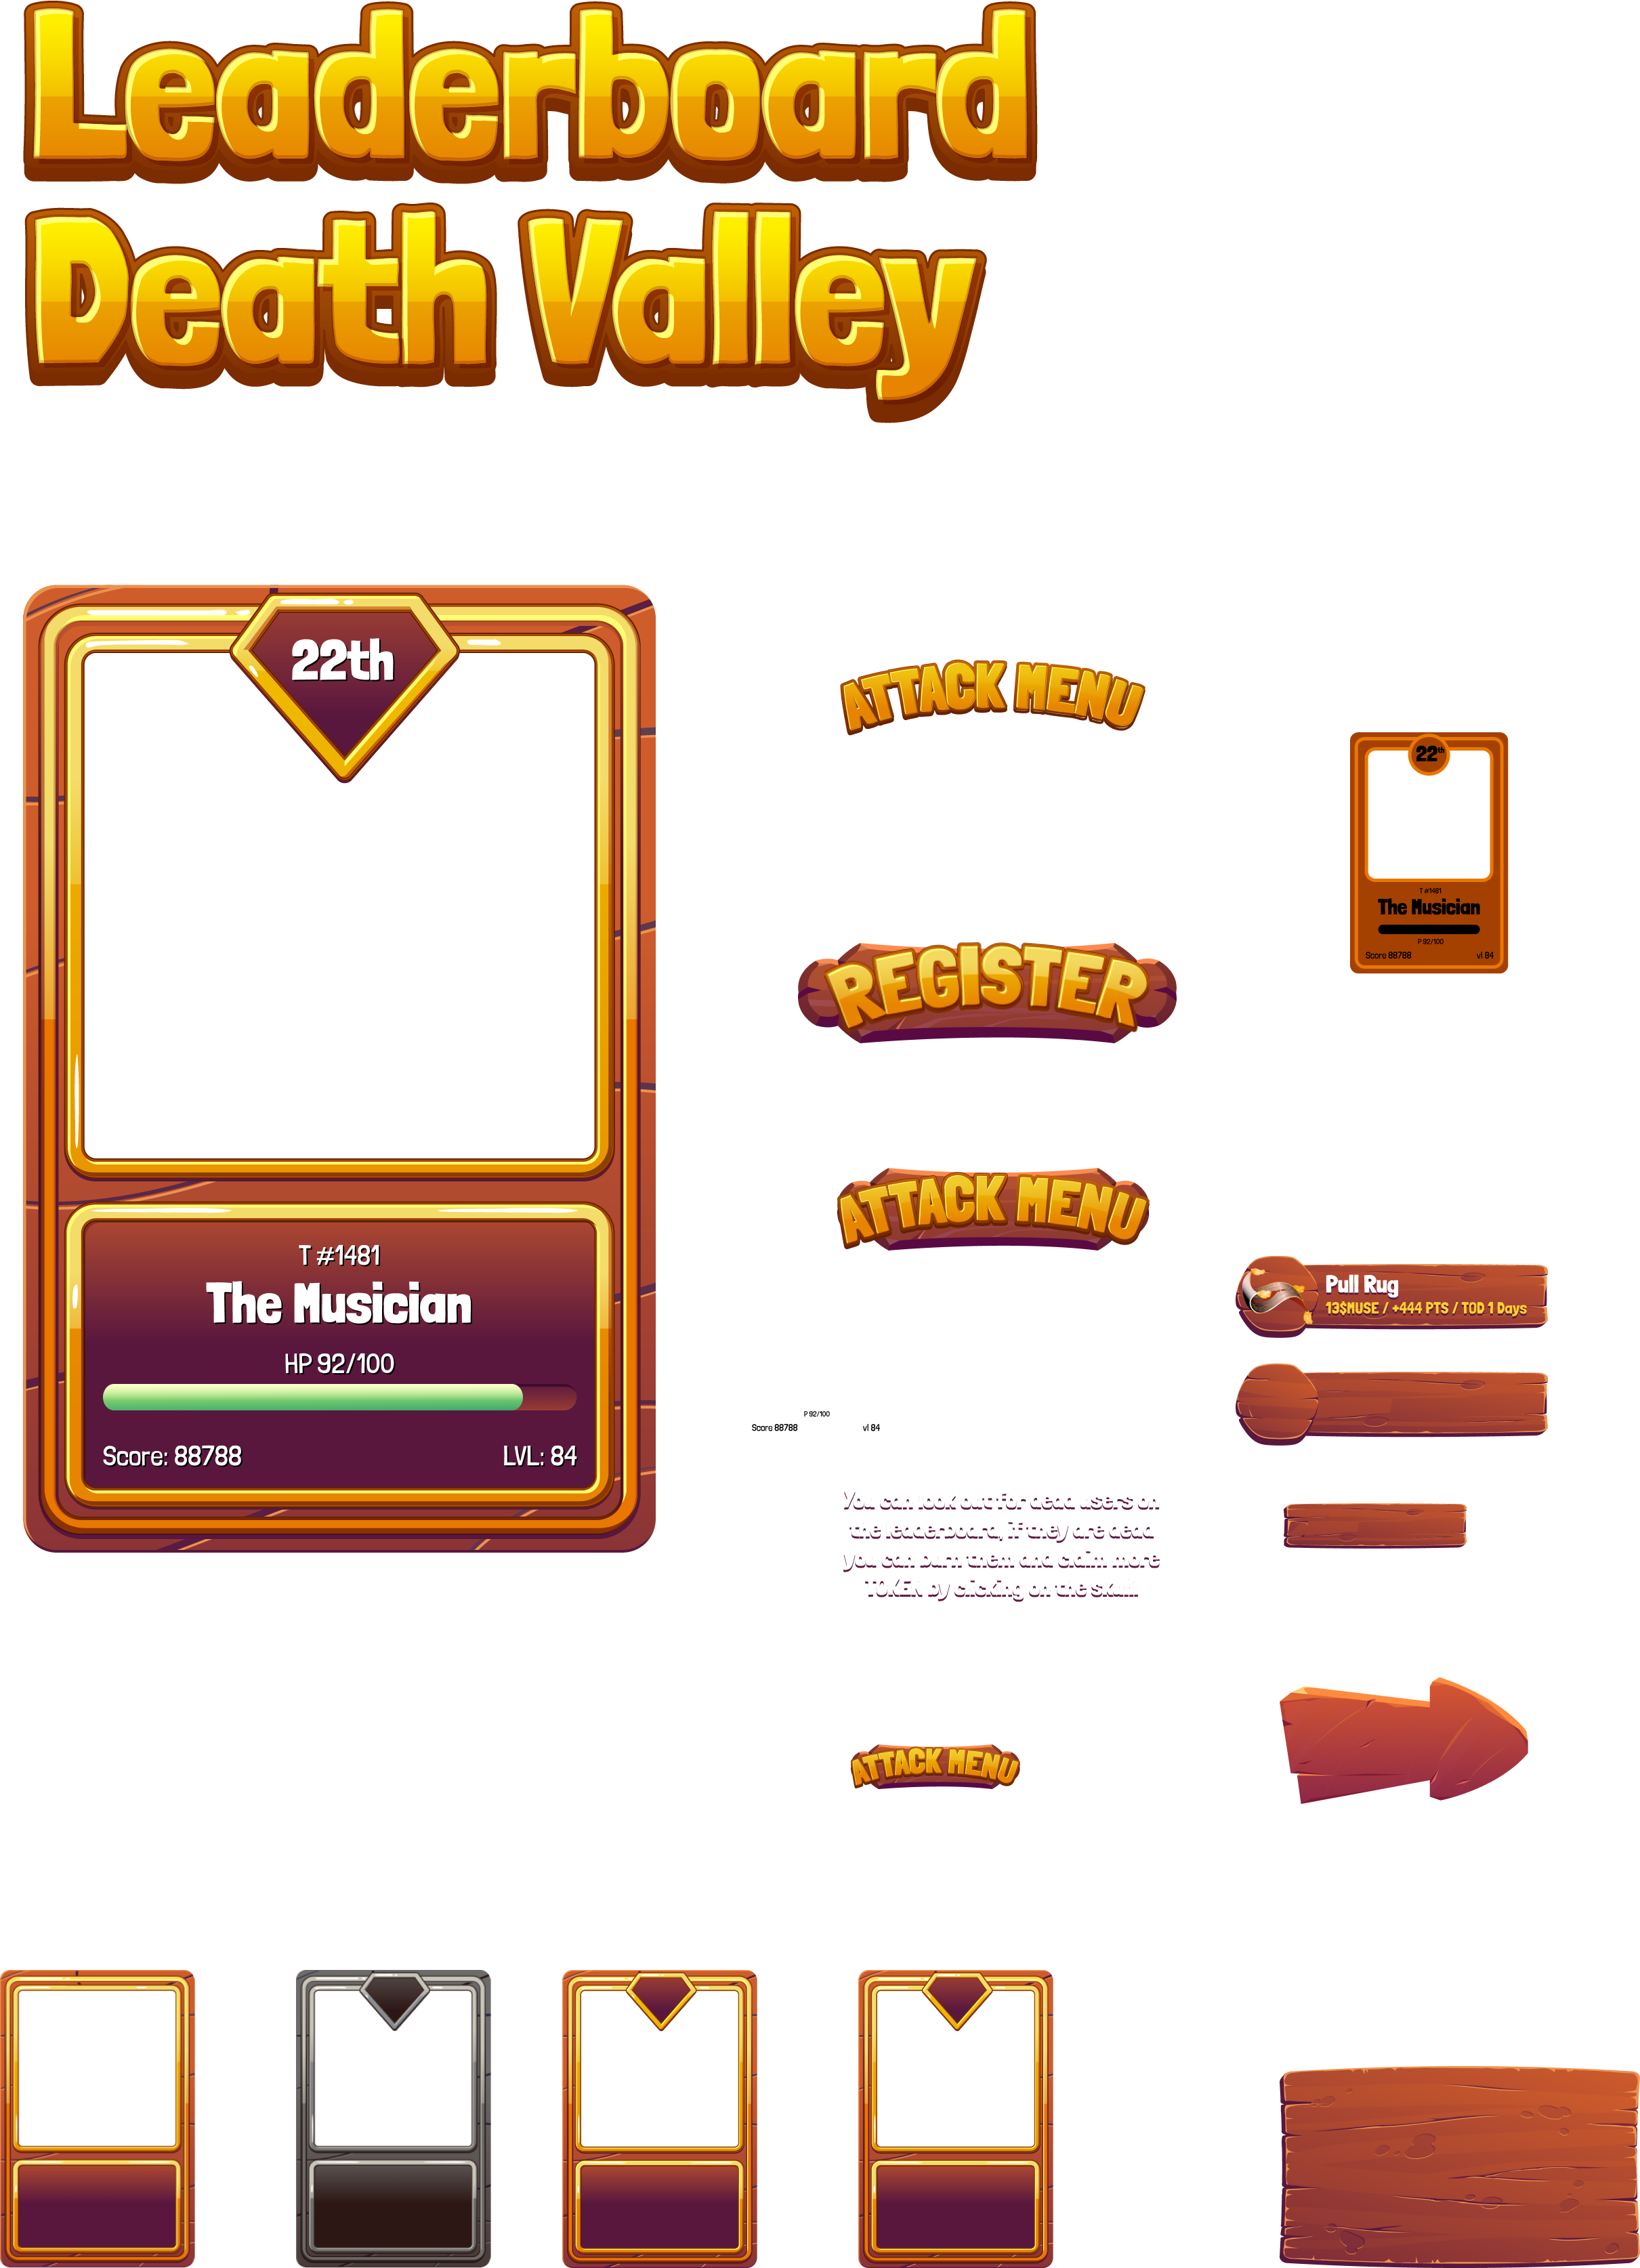 Leaderboard
Death Valley
22th
T #1481
The Musician
HP 92/100
Score: 88788
LVL: 84
ATTACK MENU
REGISTER
ATTACK MENU
P 92/100
Score 88788
vl 84
You can look out for dead users on
the leaderboard, if they are dead
you can burn them and claim more
TOKEN by clicking on the skull
ATTACK MENU
22th
T #1481
The Musician
P 92/100
Score 88788
vl 84
Pull Rug
13$MUSE / +444 PTS / TOD 1 Days